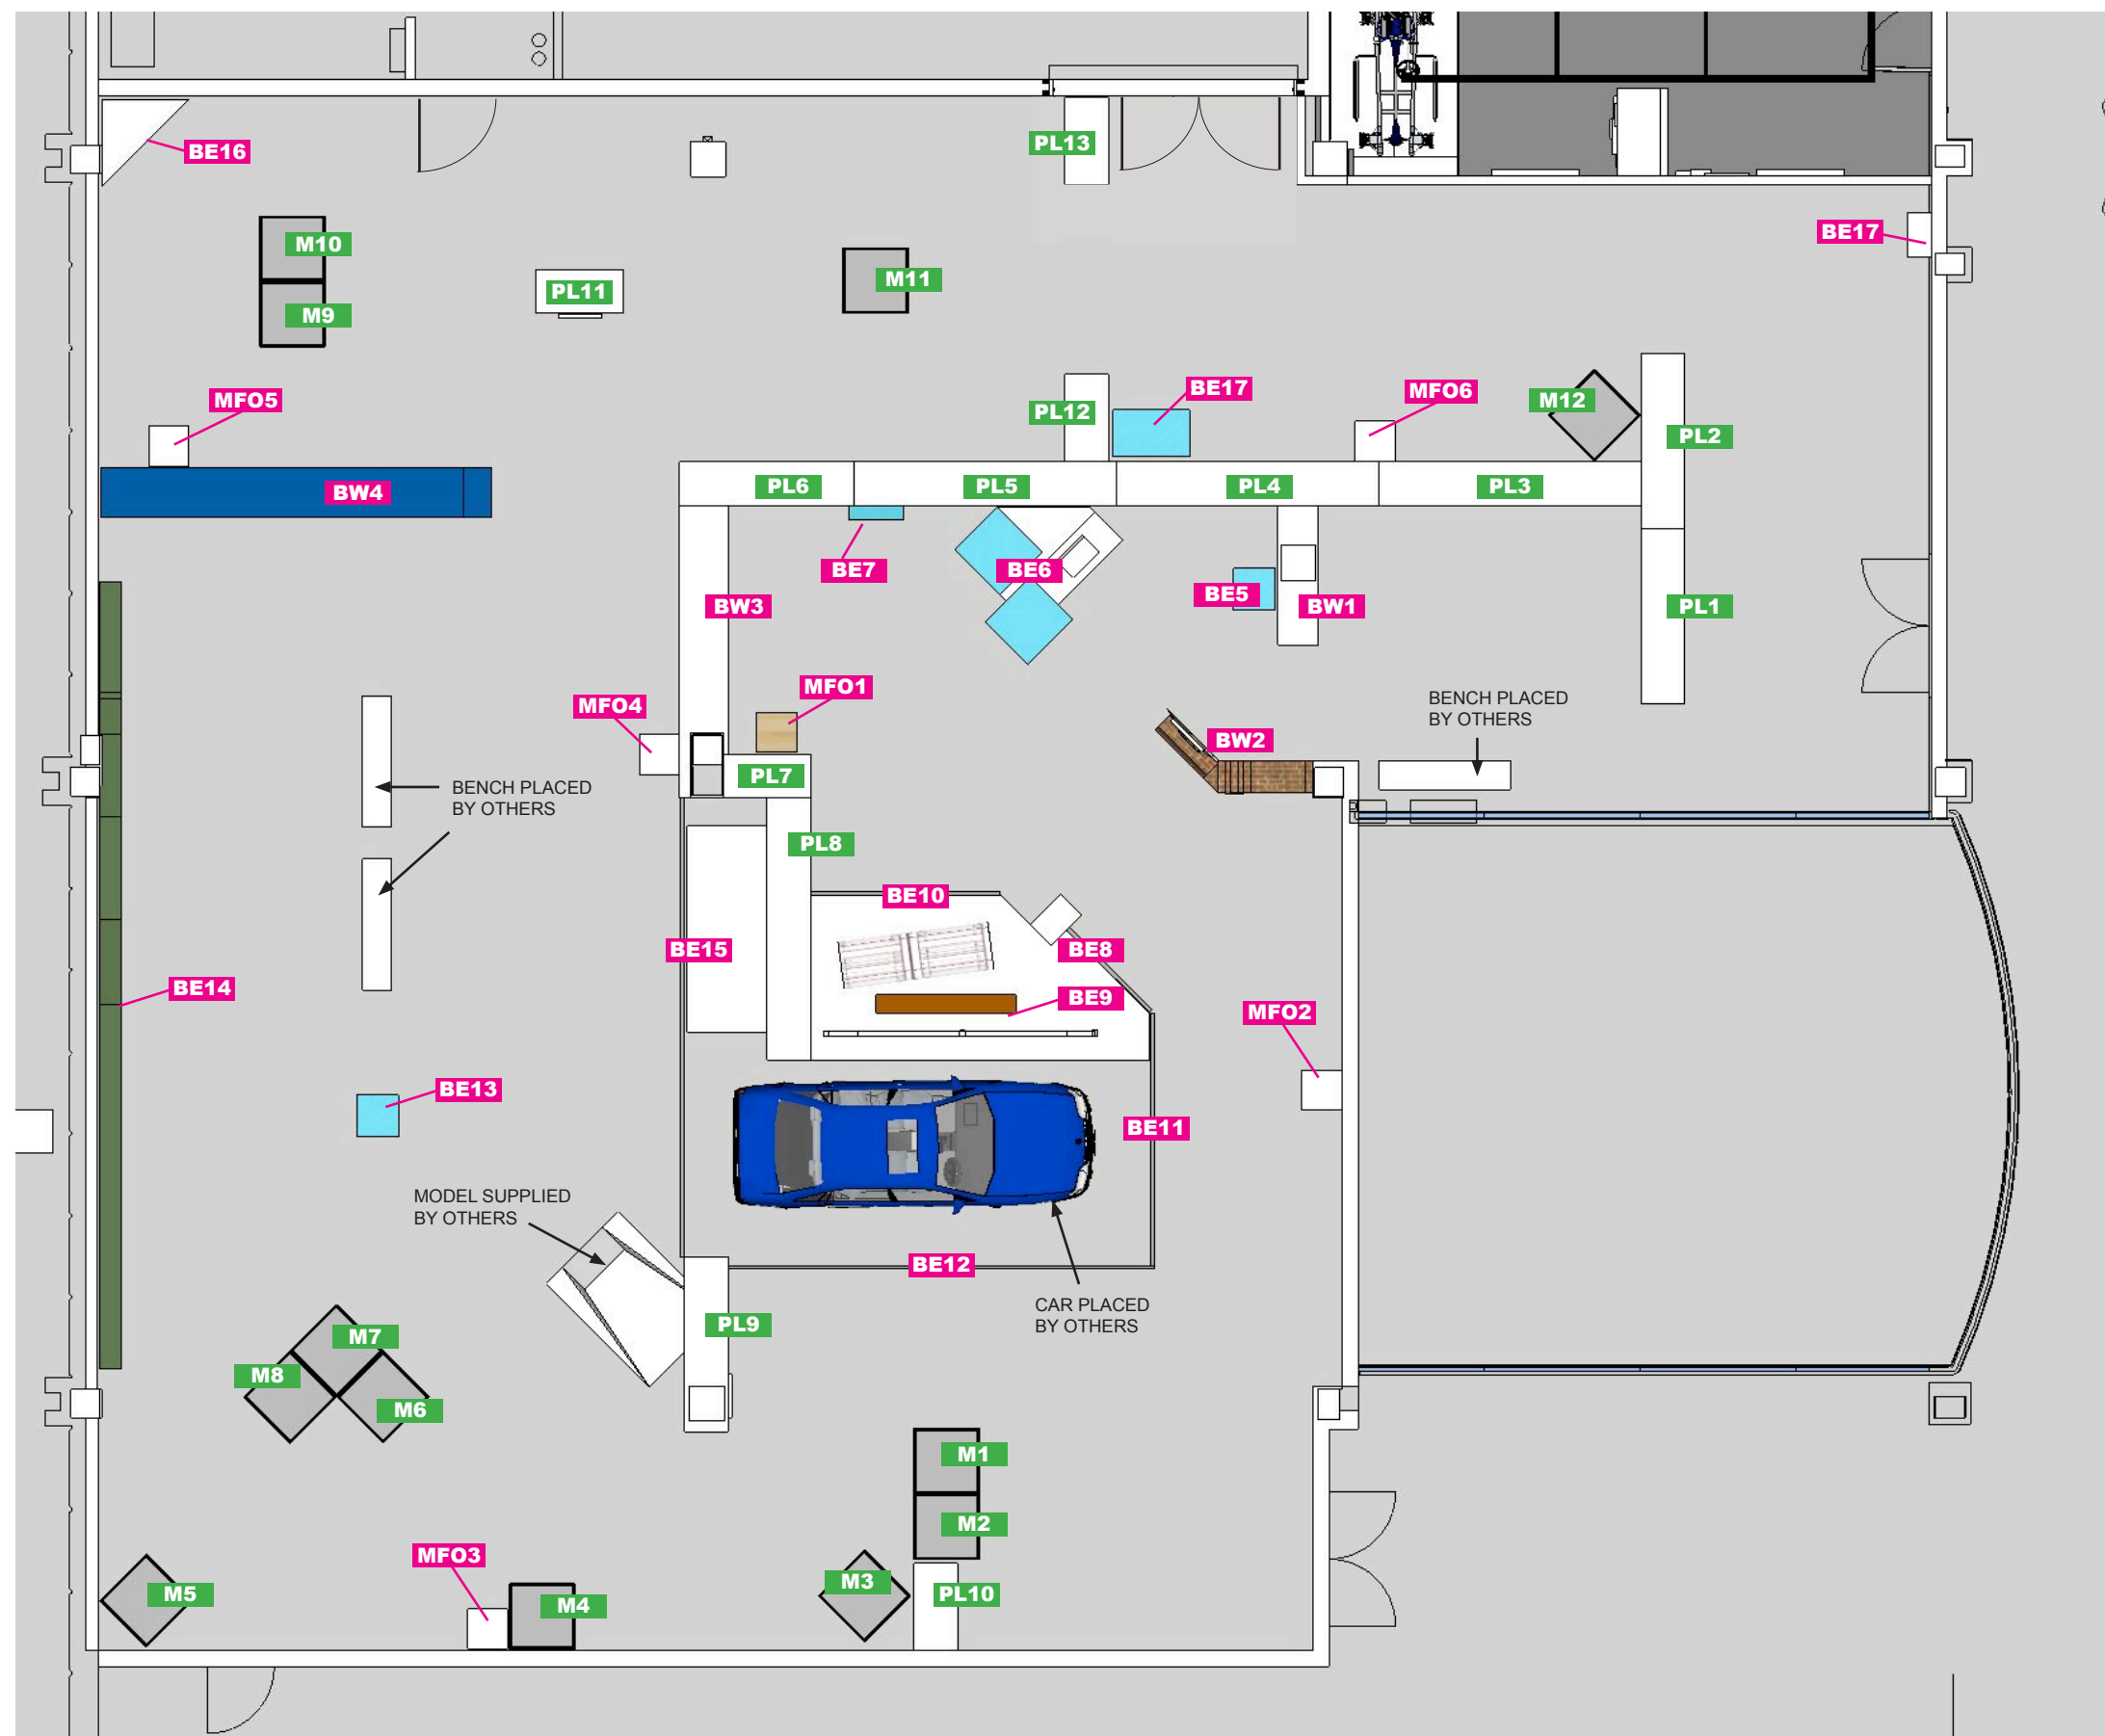 PL13
BE16
BE17
M10
M11
PL11
M9
BE17
MFO6
MFO5
M12
PL12
PL2
BW4
PL6
PL5
PL4
PL3
BE7
BE6
BE5
BW3
BW1
PL1
MFO1
MFO4
BENCH PLACED
BY OTHERS
BW2
PL7
BENCH PLACED
BY OTHERS
PL8
BE10
BE15
BE8
BE14
BE9
MFO2
BE13
BE11
MODEL SUPPLIED
BY OTHERS
BE12
CAR PLACED
BY OTHERS
PL9
M7
M8
M6
M1
M2
MFO3
M3
M5
PL10
M4